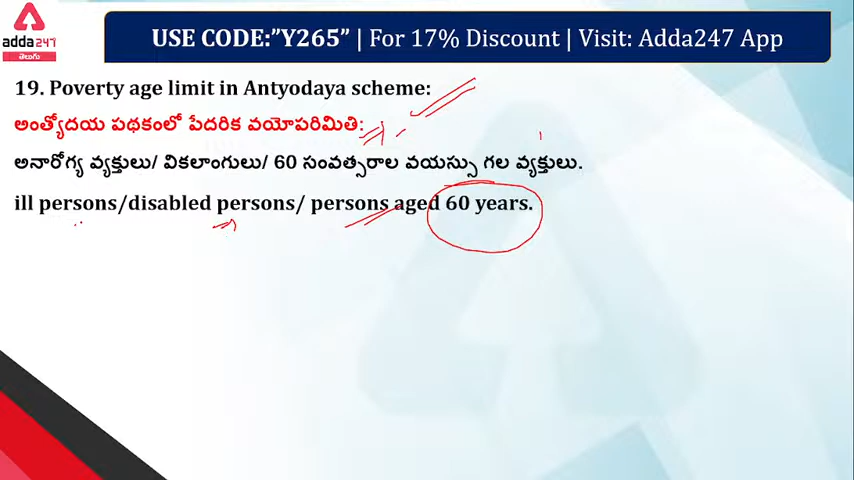 adda247
తెలుగు
USE CODE:"Y265" | For 17% Discount | Visit: Adda247 App
19. Poverty age limit in Antyodaya scheme:
అంత్యోదయ పథకంలో పేదరిక వయోపరిమితి:
అనారోగ్య వ్యక్తులు/ వికలాంగులు/ 60 సంవత్సరాల వయస్సు గల వ్యక్తులు.
ill persons/disabled persons/ persons aged 60 years.